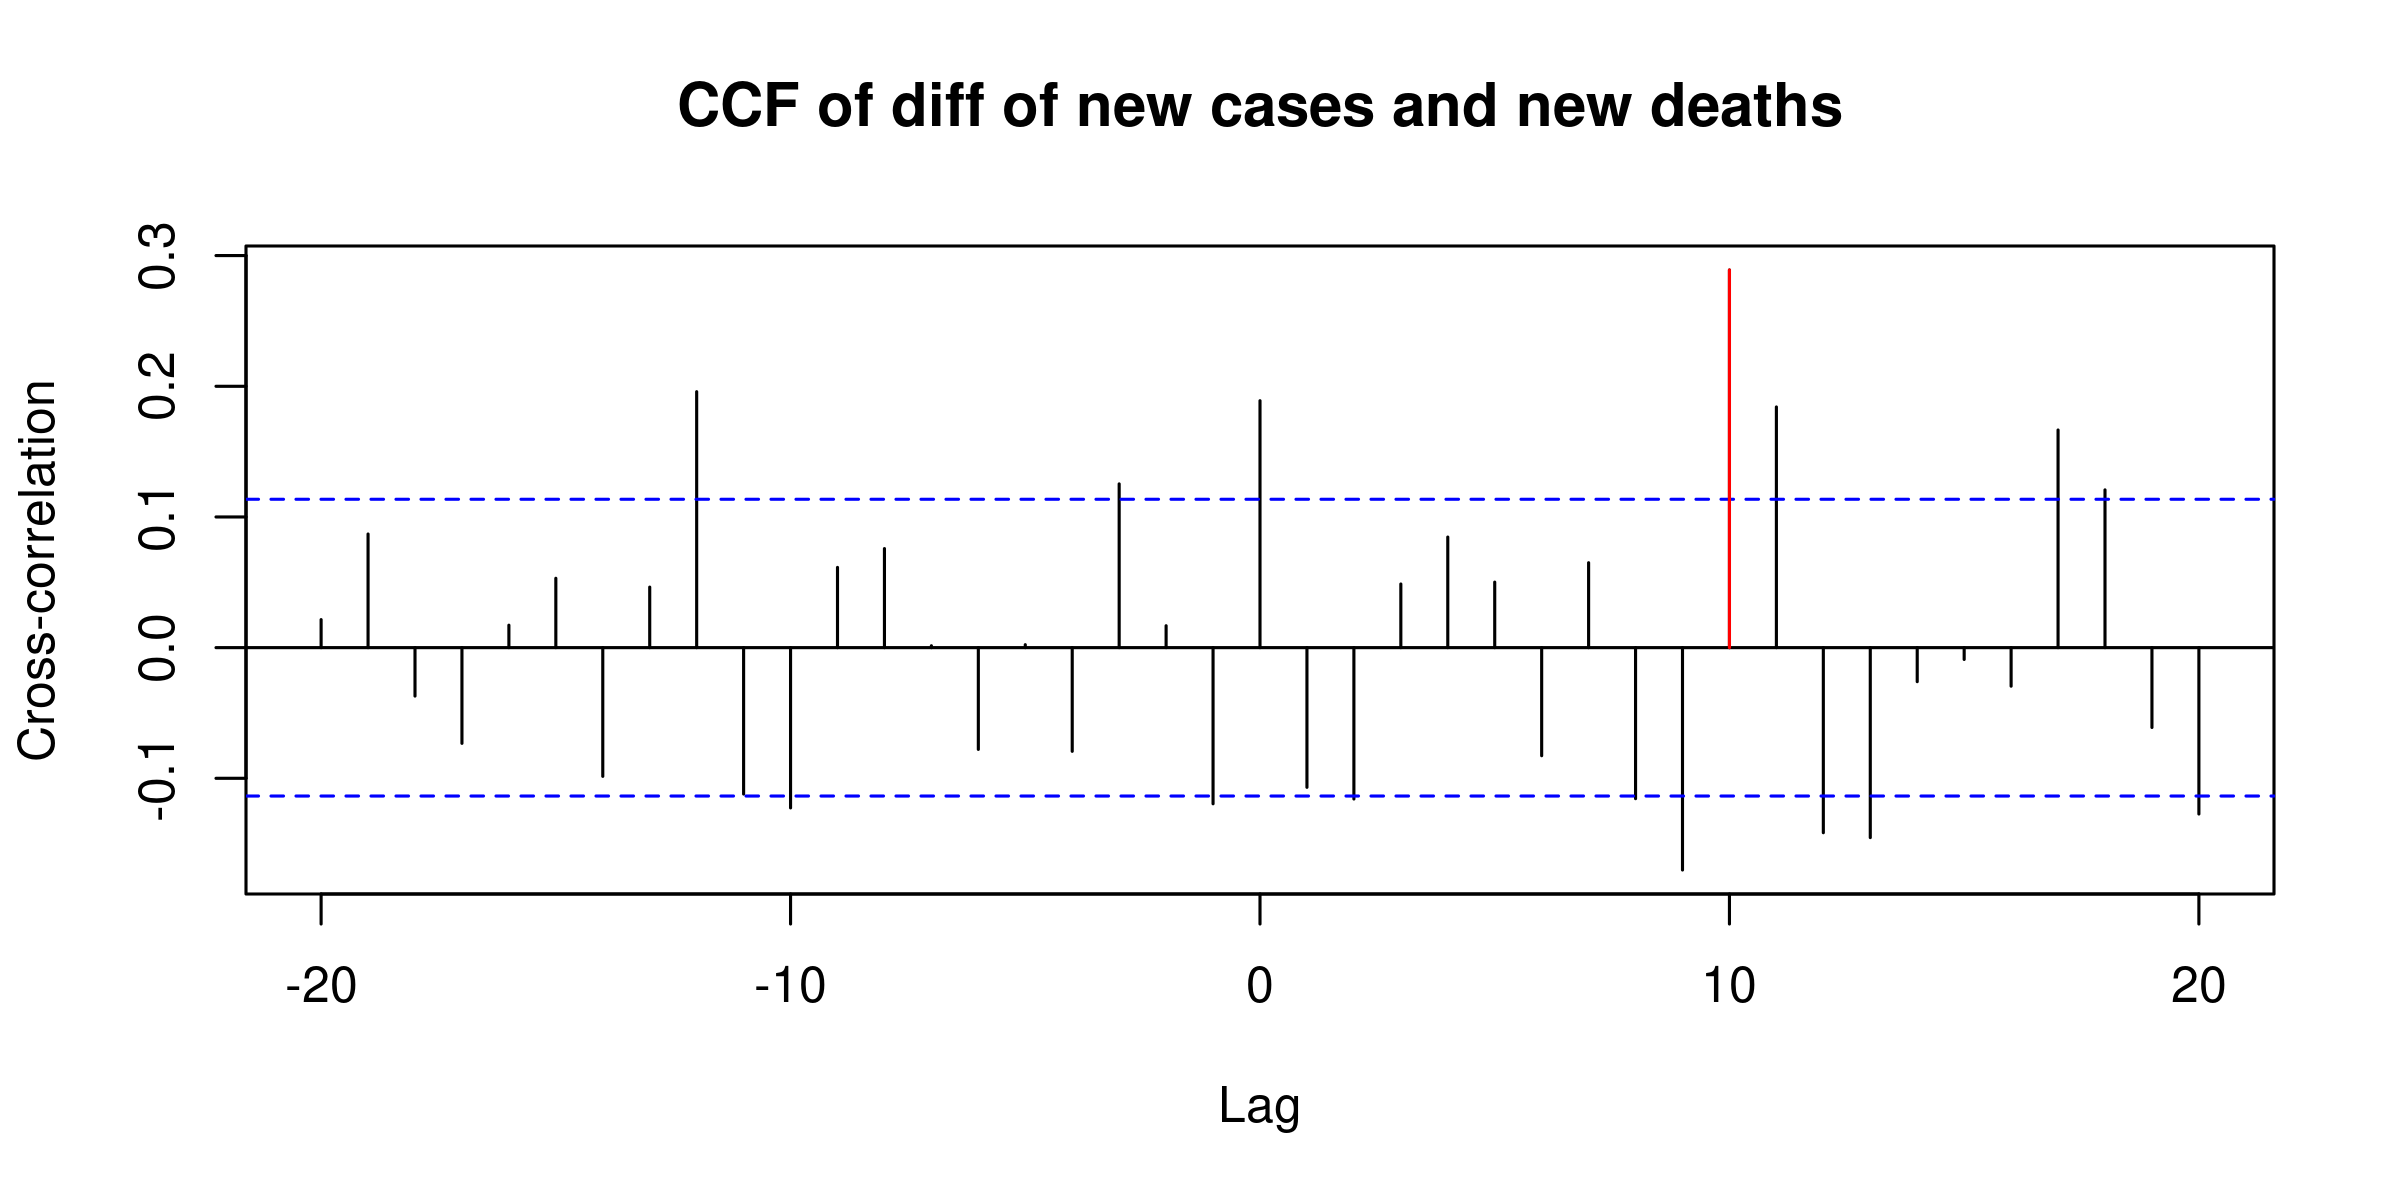 CCF of diff of new cases and new deaths
Cross-correlation
0.3
0.2
0.1
0.0
-0.1
-20 -10 0 10 20
Lag